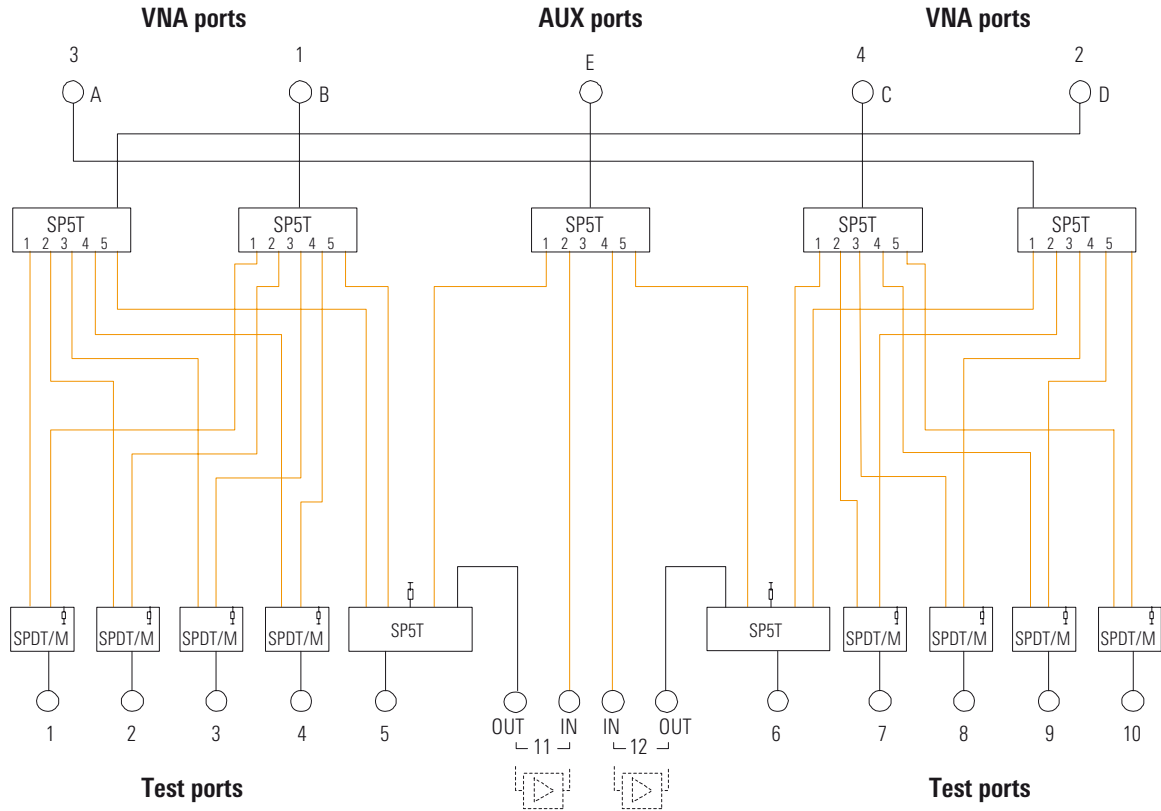 VNA ports AUX ports VNA ports
3 1 E 4 2
A B C D
SP5T SP5T SP5T SP5T SP5T
1 2 3 4 5 1 2 3 4 5 1 2 3 4 5 1 2 3 4 5 1 2 3 4 5
SPDT/M SPDT/M SPDT/M SPDT/M SP5T SP5T SPDT/M SPDT/M SPDT/M SPDT/M
1 2 3 4 5 OUT IN IN OUT 6 7 8 9 10
11 12
Test ports Test ports